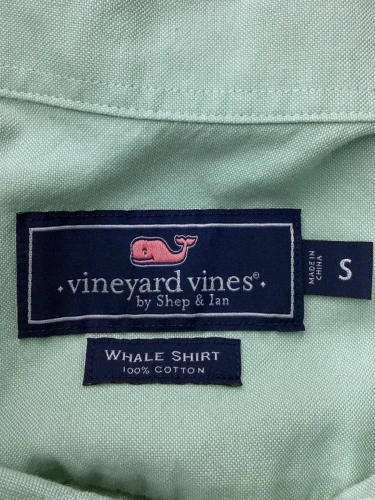 · vineyard vines® ·
by Shep & Ian
MADE IN
CHINA
S
WHALE SHIRT
100% COTTON